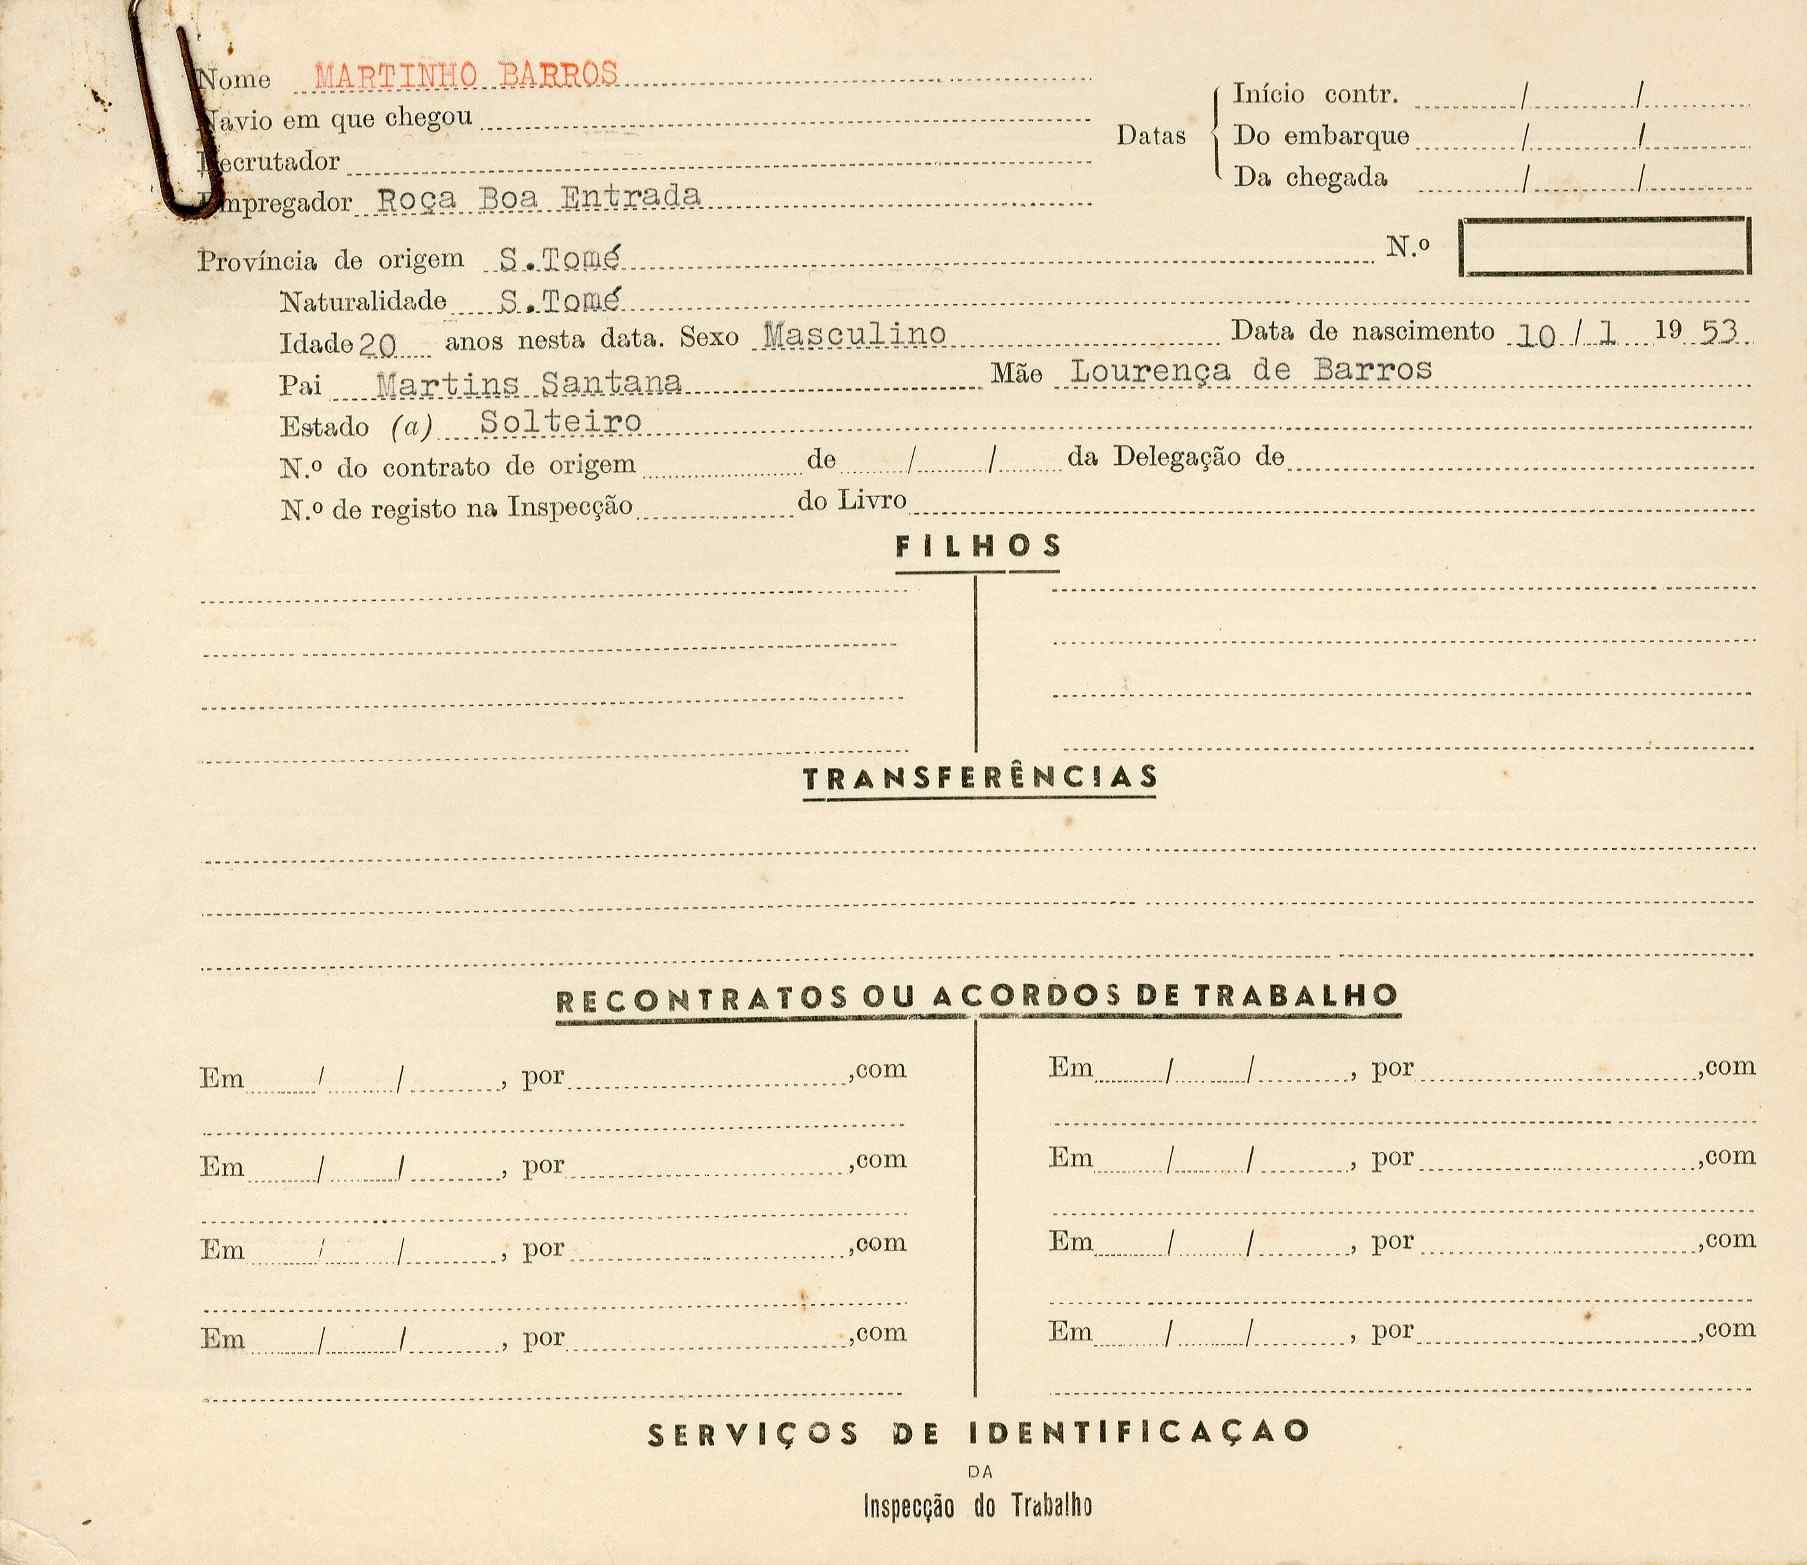 Nome MARTINHO BARROS
Navio em que chegou
Recrutador
Empregador Roça Boa Entrada
Datas
Início contr. / /
Do embarque / /
Da chegada / /
Província de origem S.Tomé N.º
Naturalidade S.Tomé
Idade 20 anos nesta data. Sexo Masculino Data de nascimento 10 / 1 19 53
Pai Martins Santana Mãe Lourença de Barros
Estado (a) Solteiro
N.º do contrato de origem de / / da Delegação de
N.º de registo na Inspecção do Livro
FILHOS
TRANSFERÊNCIAS
RECONTRATOS OU ACORDOS DE TRABALHO
Em / / , por ,com
Em / / , por ,com
Em / / , por ,com
Em / / , por ,com
Em / / , por ,com
Em / / , por ,com
Em / / , por ,com
Em / / , por ,com
SERVIÇOS DE IDENTIFICAÇAO
DA
Inspecção do Trabalho